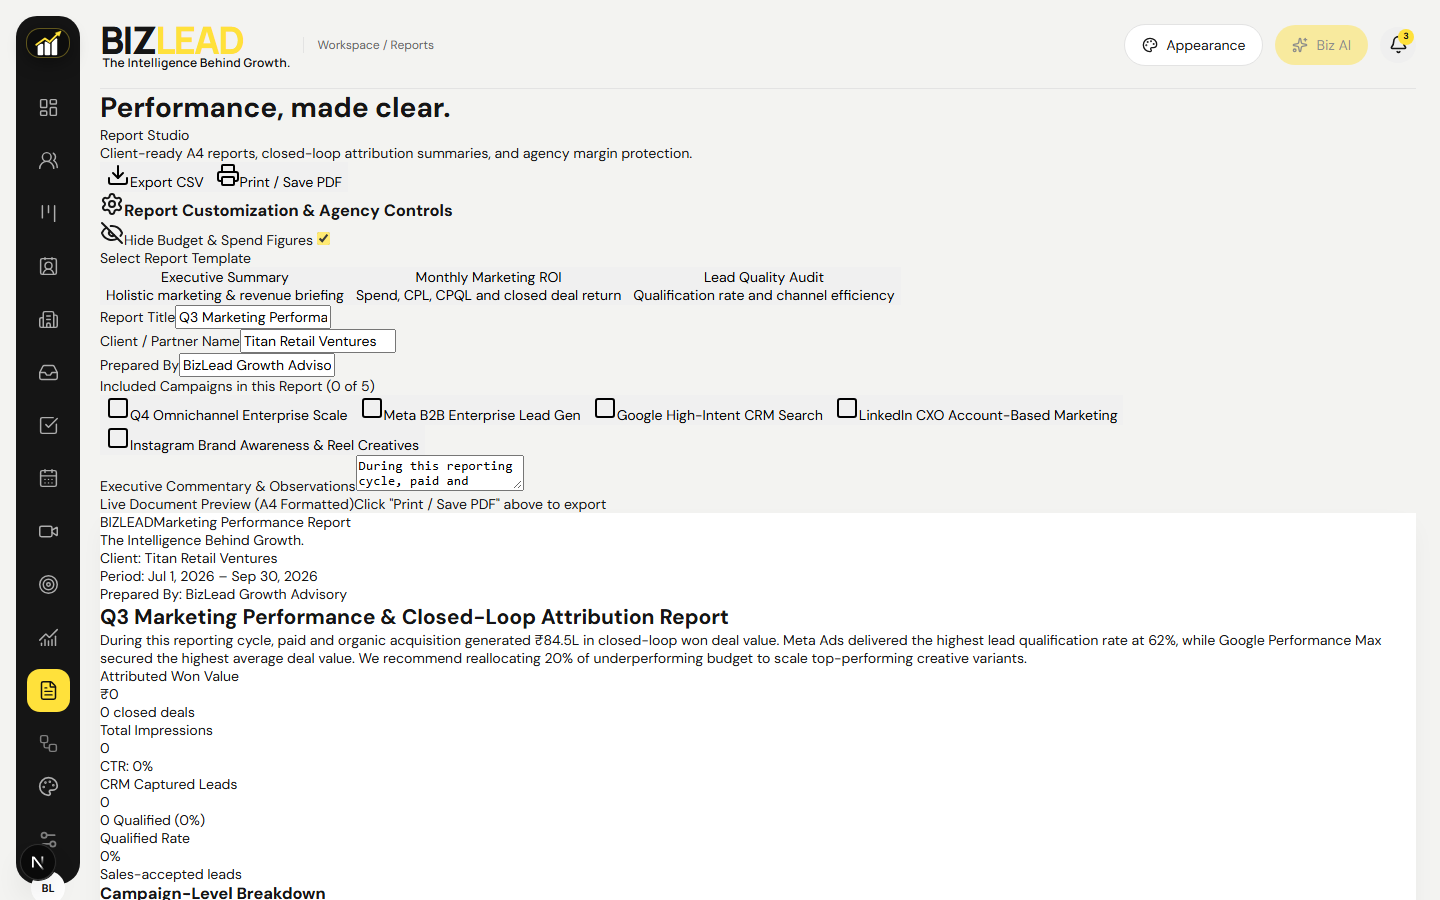 BIZLEAD
The Intelligence Behind Growth.
Workspace / Reports
Appearance
Biz AI
3
Performance, made clear.
Report Studio
Client-ready A4 reports, closed-loop attribution summaries, and agency margin protection.
Export CSV Print / Save PDF
Report Customization & Agency Controls
Hide Budget & Spend Figures
Select Report Template
Executive Summary Monthly Marketing ROI Lead Quality Audit
Holistic marketing & revenue briefing Spend, CPL, CPQL and closed deal return Qualification rate and channel efficiency
Report Title Q3 Marketing Performa
Client / Partner Name Titan Retail Ventures
Prepared By BizLead Growth Adviso
Included Campaigns in this Report (0 of 5)
Q4 Omnichannel Enterprise Scale Meta B2B Enterprise Lead Gen Google High-Intent CRM Search LinkedIn CXO Account-Based Marketing
Instagram Brand Awareness & Reel Creatives
During this reporting
cycle, paid and
Executive Commentary & Observations
Live Document Preview (A4 Formatted)Click "Print / Save PDF" above to export
BIZLEADMarketing Performance Report
The Intelligence Behind Growth.
Client: Titan Retail Ventures
Period: Jul 1, 2026 – Sep 30, 2026
Prepared By: BizLead Growth Advisory
Q3 Marketing Performance & Closed-Loop Attribution Report
During this reporting cycle, paid and organic acquisition generated ₹84.5L in closed-loop won deal value. Meta Ads delivered the highest lead qualification rate at 62%, while Google Performance Max
secured the highest average deal value. We recommend reallocating 20% of underperforming budget to scale top-performing creative variants.
Attributed Won Value
₹0
0 closed deals
Total Impressions
0
CTR: 0%
CRM Captured Leads
0
0 Qualified (0%)
Qualified Rate
0%
Sales-accepted leads
Campaign-Level Breakdown
N
BL